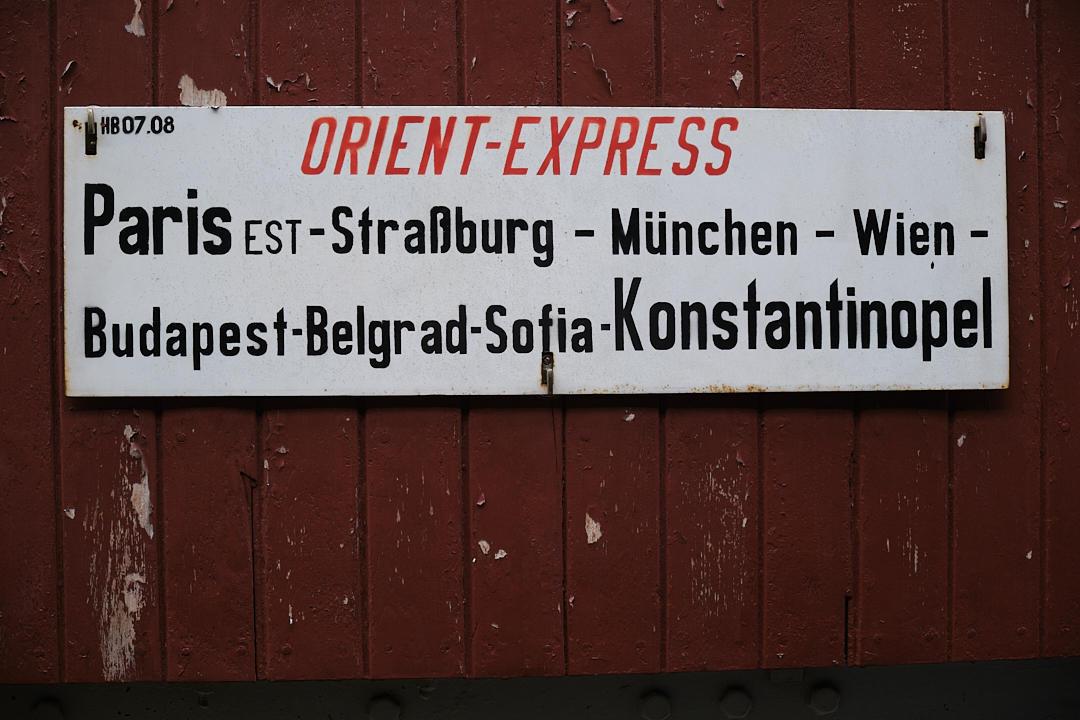 HB07.08
ORIENT-EXPRESS
Paris EST-Straßburg - München - Wien -
Budapest-Belgrad-Sofia-Konstantinopel